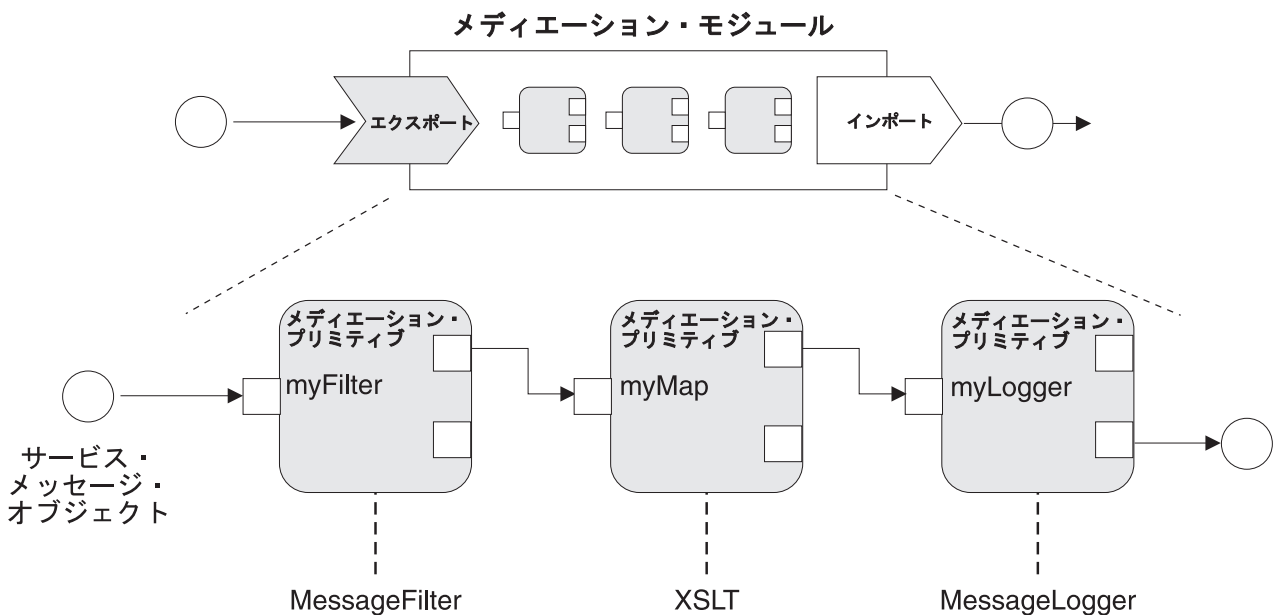 メディエーション・モジュール
エクスポート
インポート
メディエーション・
プリミティブ
myFilter
メディエーション・
プリミティブ
myMap
メディエーション・
プリミティブ
myLogger
サービス・
メッセージ・
オブジェクト
MessageFilter
XSLT
MessageLogger